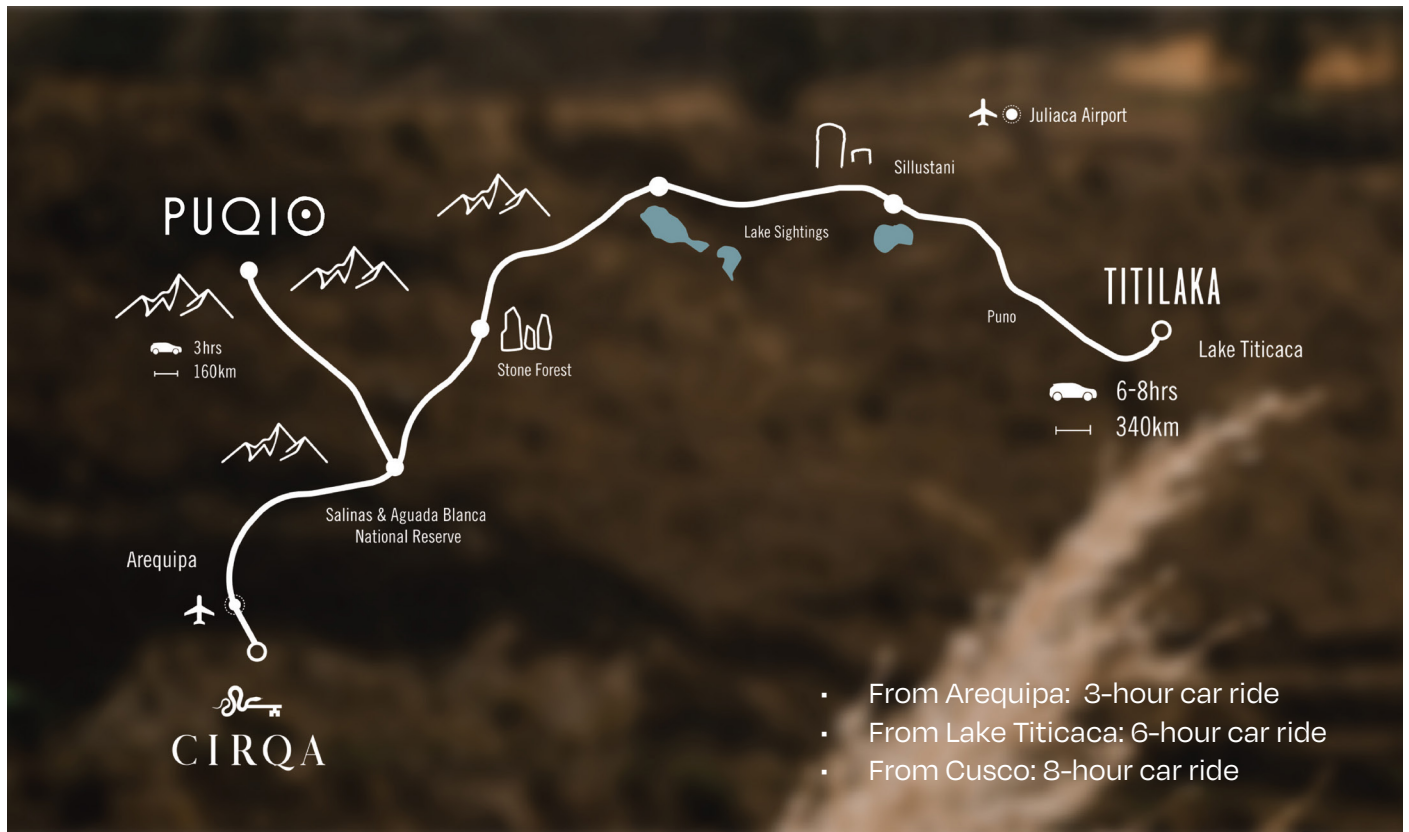 Juliaca Airport
Sillustani
PUQIO
Lake Sightings
TITILAKA
Puno
3hrs
160km
Lake Titicaca
Stone Forest
6-8hrs
340km
Salinas & Aguada Blanca
National Reserve
Arequipa
CIRQA
▪ From Arequipa: 3-hour car ride
▪ From Lake Titicaca: 6-hour car ride
▪ From Cusco: 8-hour car ride